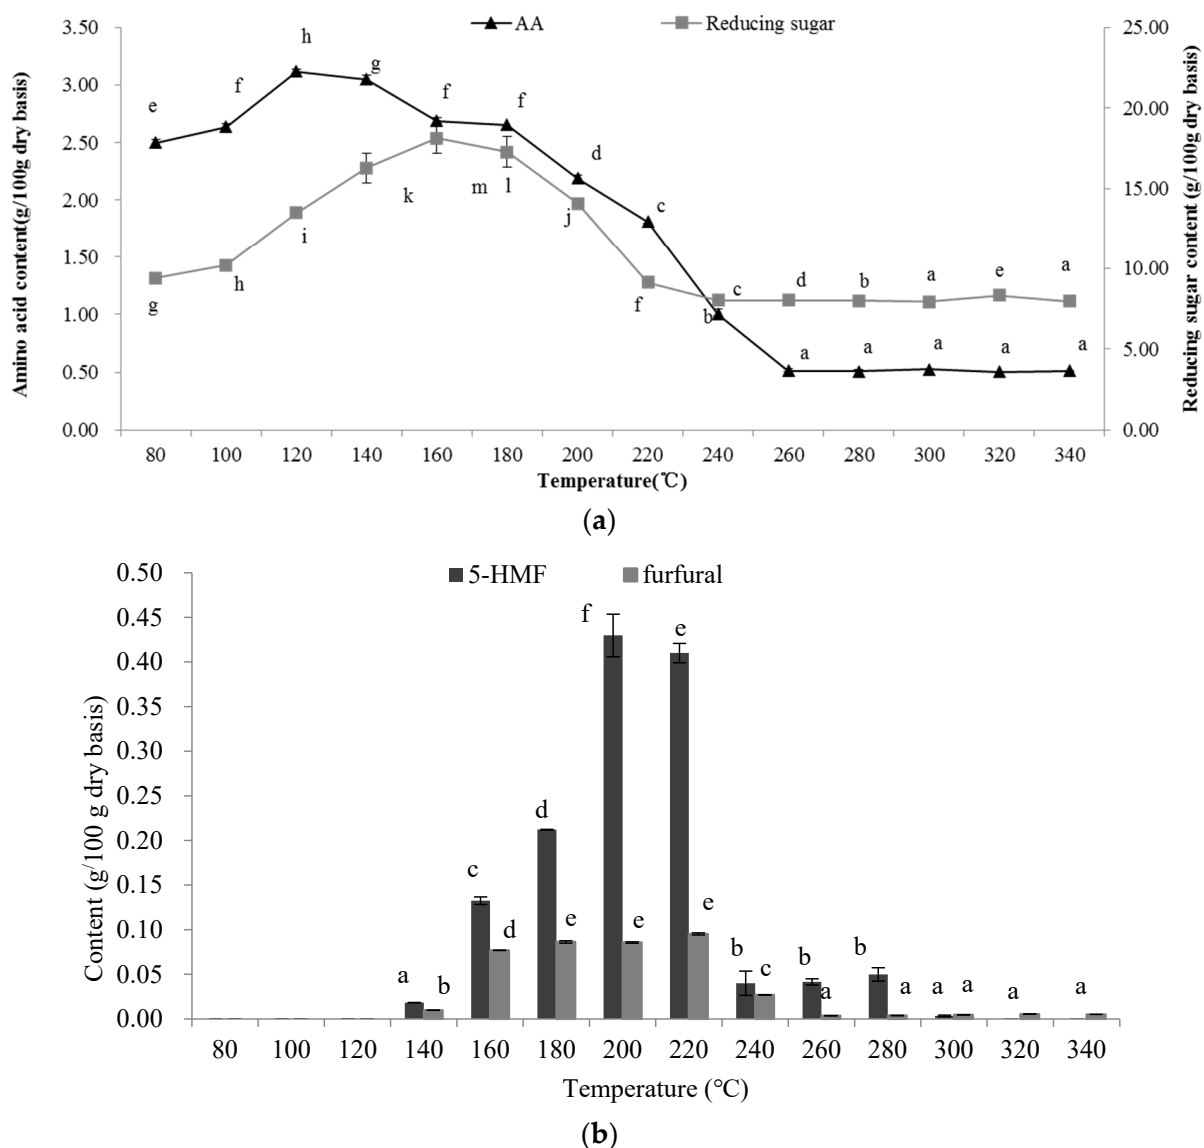 AA Reducing sugar
3.50
3.00
2.50
2.00
1.50
1.00
0.50
0.00
Amino acid content(g/100g dry basis)
25.00
20.00
15.00
10.00
5.00
0.00
Reducing sugar content (g/100g dry basis)
e f h g f f d c b a a a a a
g h i k m l j f c d b a e a
80 100 120 140 160 180 200 220 240 260 280 300 320 340
Temperature(℃)
(a)
5-HMF furfural
0.50
0.45
0.40
0.35
0.30
0.25
0.20
0.15
0.10
0.05
0.00
Content (g/100 g dry basis)
a b c d d e f e e e b c b a b a a a a a
80 100 120 140 160 180 200 220 240 260 280 300 320 340
Temperature (°C)
(b)